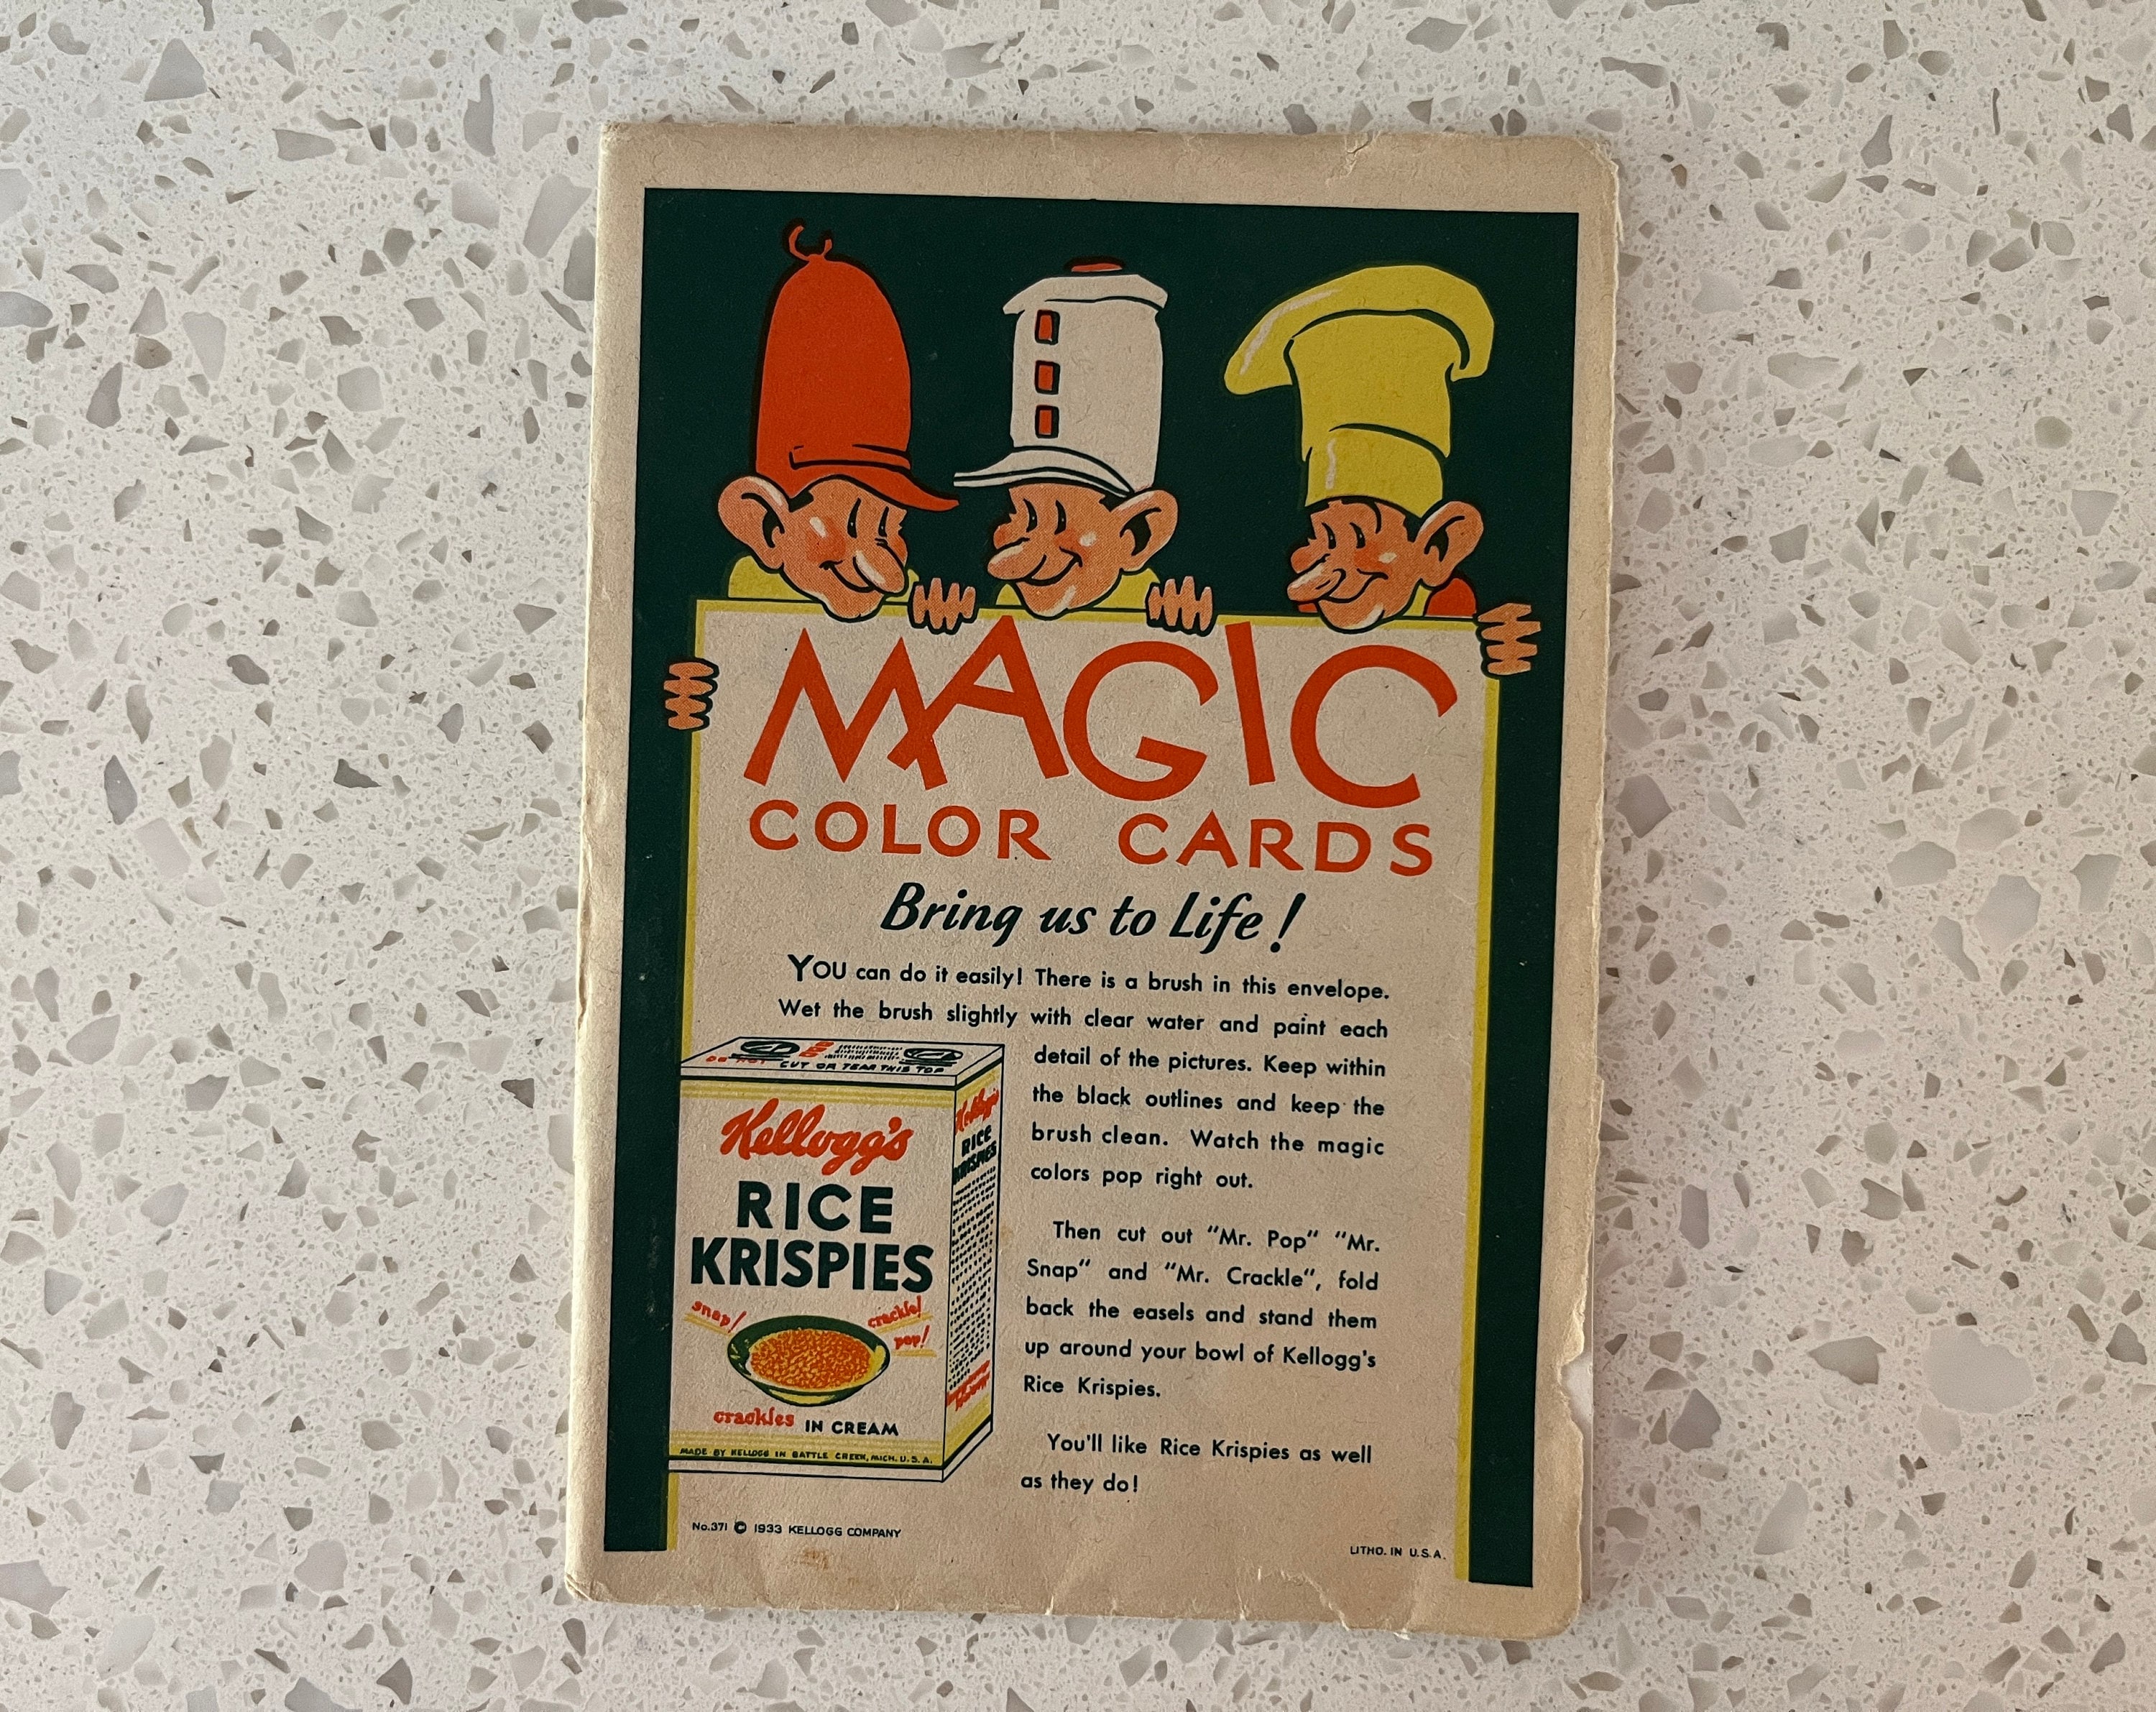 MAGIC
COLOR CARDS
Bring us to Life!
YOU can do it easily! There is a brush in this envelope.
Wet the brush slightly with clear water and paint each
detail of the pictures. Keep within
the black outlines and keep the
brush clean. Watch the magic
colors pop right out.
Then cut out "Mr. Pop" "Mr.
Snap" and "Mr. Crackle", fold
back the easels and stand them
up around your bowl of Kellogg's
Rice Krispies.
You'll like Rice Krispies as well
as they do!
DO NOT CUT OR TEAR THIS TOP
Kellogg's
RICE
KRISPIES
snap!
crackle!
pop!
crackles IN CREAM
MADE BY KELLOGG IN BATTLE CREEK, MICH. U.S.A.
Kellogg's
RICE
KRISPIES
No.371 © 1933 KELLOGG COMPANY
LITHO. IN U.S.A.